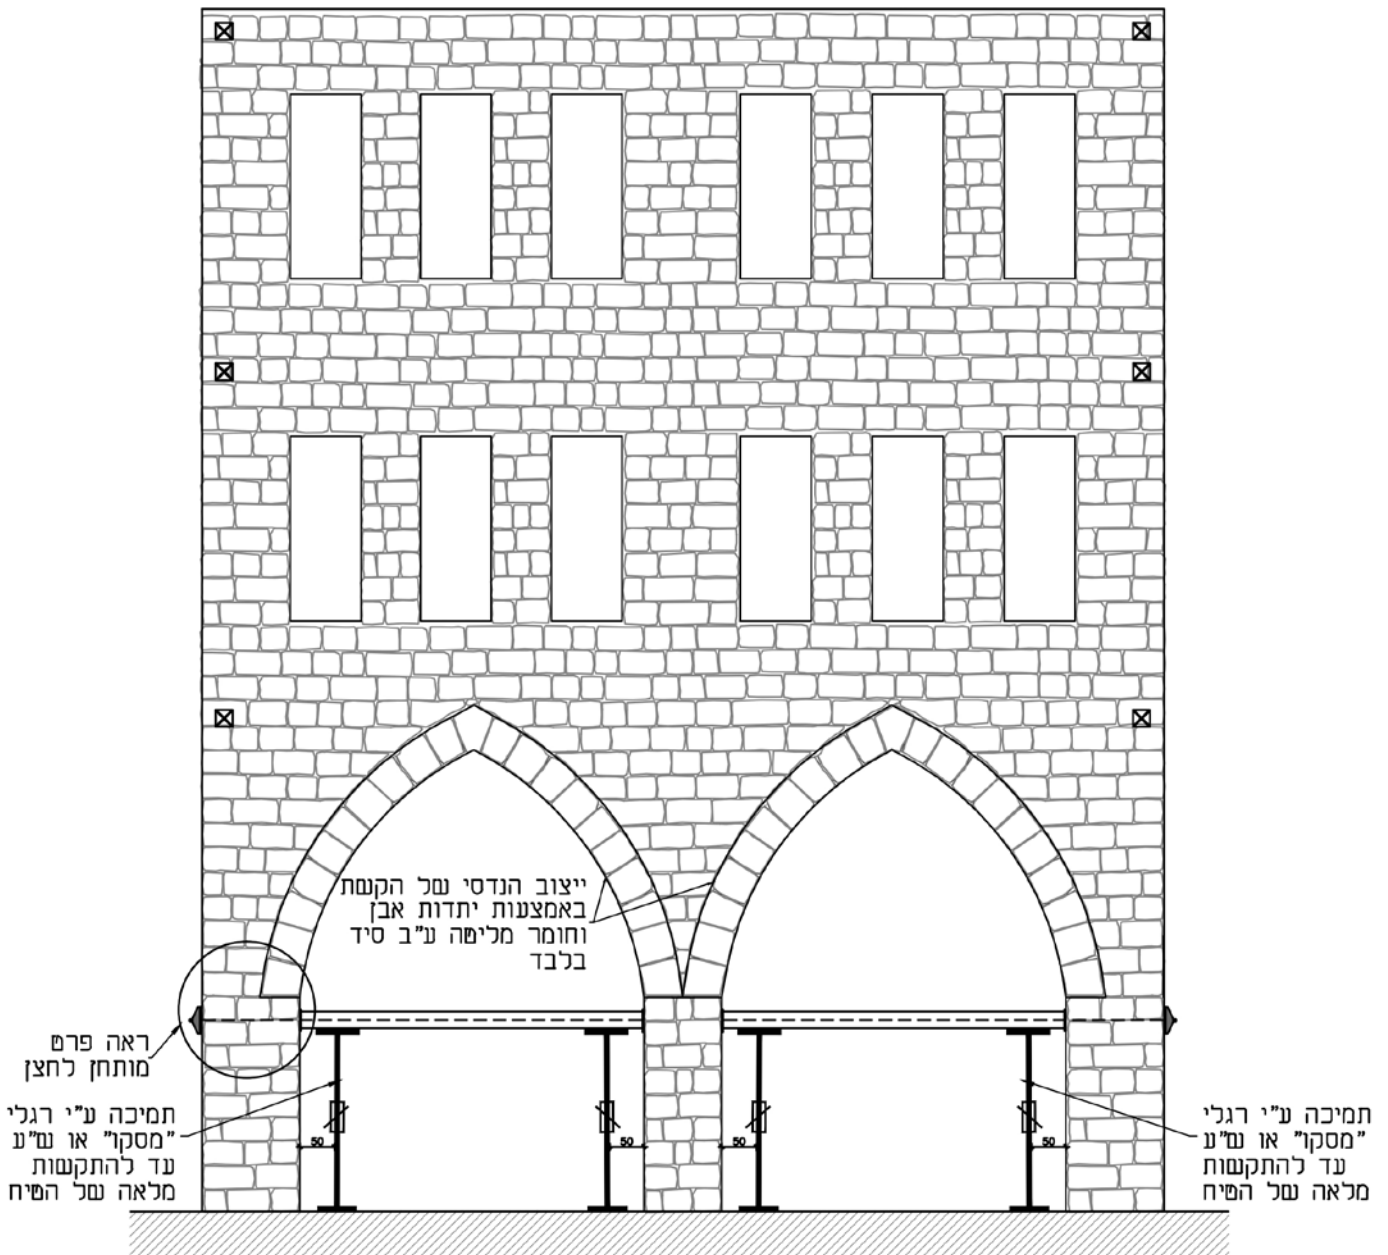 ייצוב הנדסי של הקשת
באמצעות יתדות אבן
וחומר מליטה ע"ב סיד
בלבד
ראה פרט
מותחן לחצן
תמיכה ע"י רגלי
"מסקו" או ש"ע
עד להתקשות
מלאה של הטיח
50
50
50
50
תמיכה ע"י רגלי
"מסקו" או ש"ע
עד להתקשות
מלאה של הטיח